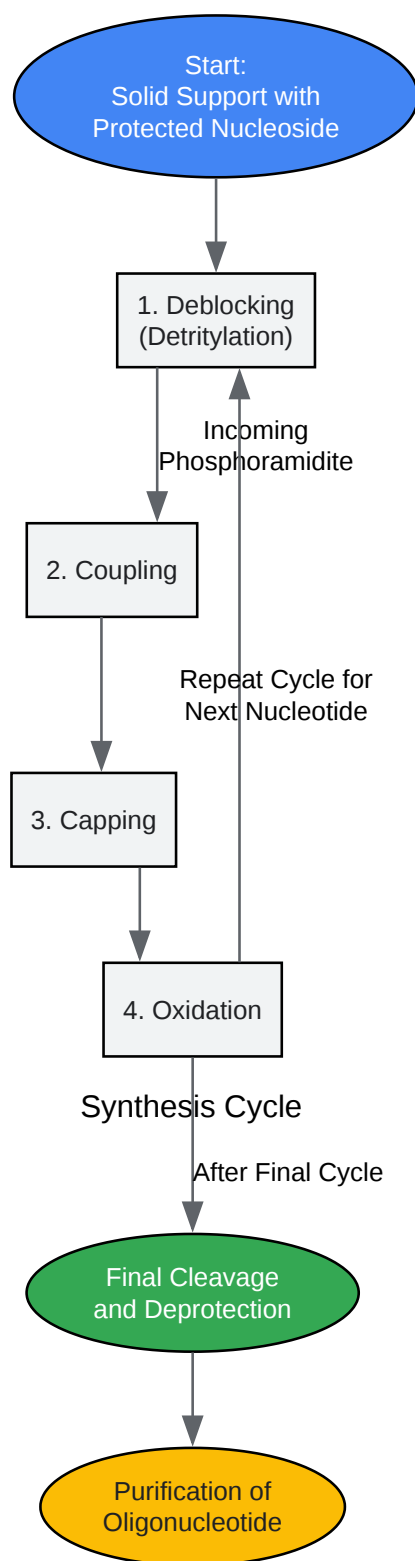 Start:
Solid Support with
Protected Nucleoside
1. Deblocking
(Detritylation)
Incoming
Phosphoramidite
2. Coupling
Repeat Cycle for
Next Nucleotide
3. Capping
4. Oxidation
Synthesis Cycle
After Final Cycle
Final Cleavage
and Deprotection
Purification of
Oligonucleotide